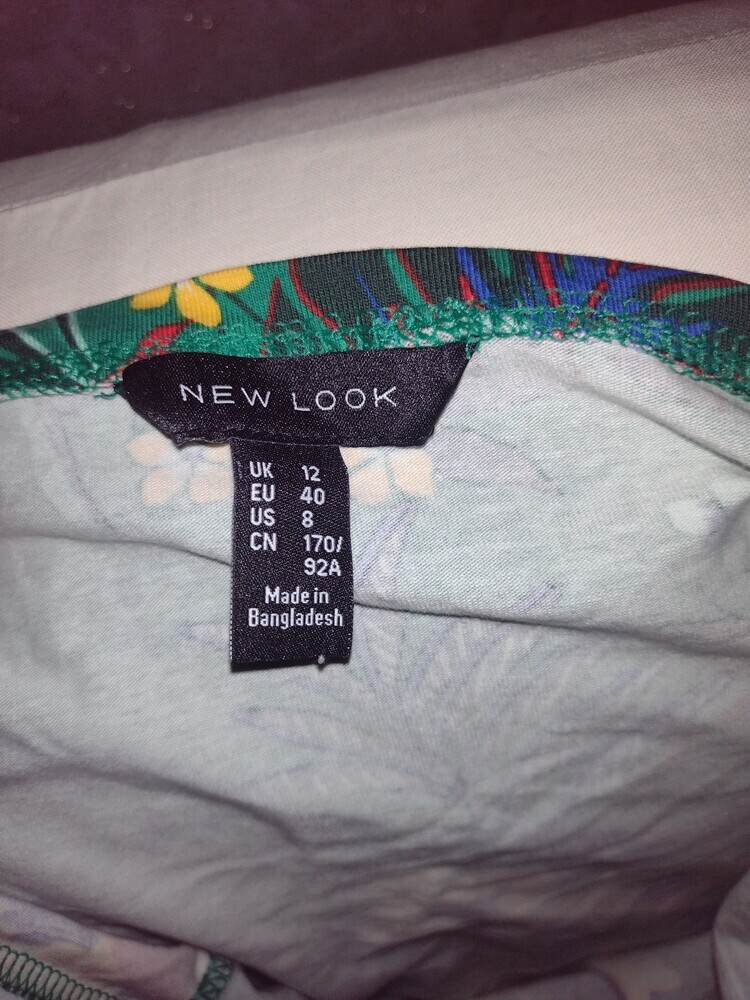 NEW LOOK
UK 12
EU 40
US 8
CN 170/
92A
Made in
Bangladesh